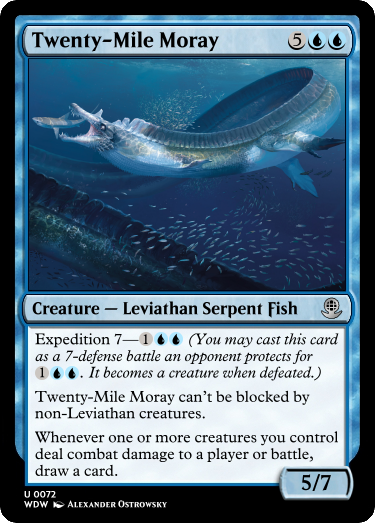 Twenty-Mile Moray 5
Creature — Leviathan Serpent Fish
Expedition 7—1 (You may cast this card
as a 7-defense battle an opponent protects for
1. It becomes a creature when defeated.)
Twenty-Mile Moray can't be blocked by
non-Leviathan creatures.
Whenever one or more creatures you control
deal combat damage to a player or battle,
draw a card.
5/7
U 0072
WDW Alexander Ostrowsky